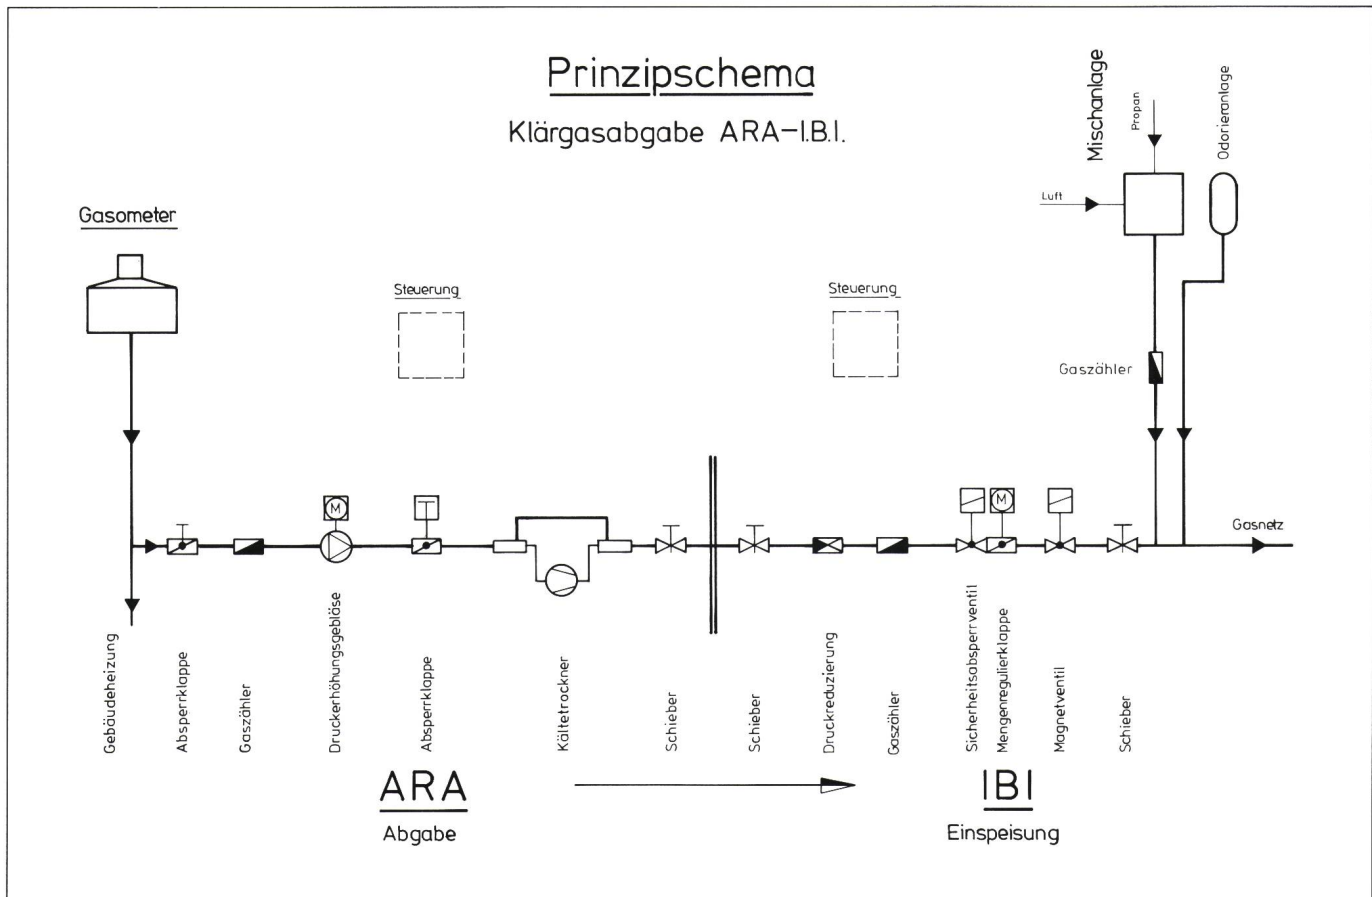 Prinzipschema
Klärgasabgabe ARA-I.B.I.
Mischanlage
Propan
Odorieranlage
Luft
Gasometer
Steuerung
Steuerung
Gaszähler
M
M
Gasnetz
Gebäudeheizung
Absperrklappe
Gaszähler
Druckerhöhungsgebläse
Absperrklappe
Kältetrockner
Schieber
Schieber
Druckreduzierung
Gaszähler
Sicherheitsabsperrventil
Mengenregulierklappe
Magnetventil
Schieber
ARA
Abgabe
IBI
Einspeisung